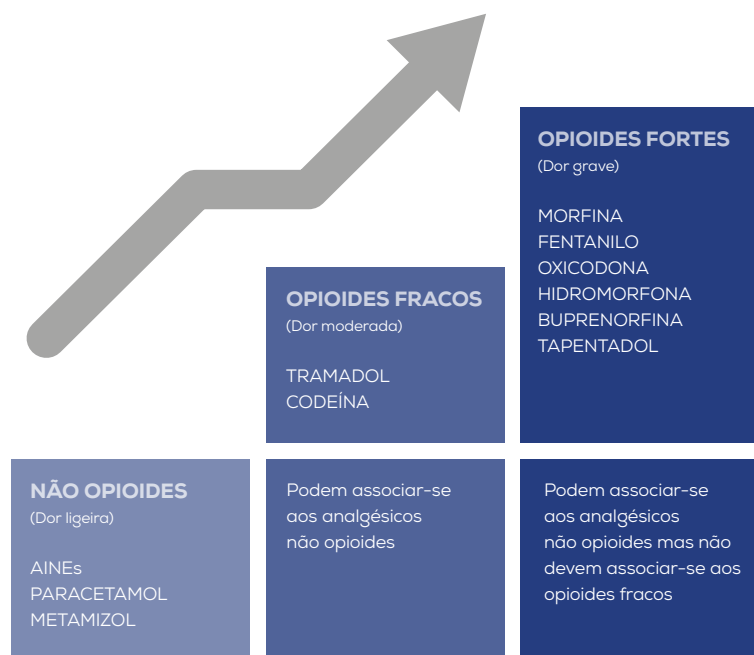 OPIOIDES FORTES
(Dor grave)
MORFINA
FENTANILO
OXICODONA
HIDROMORFONA
BUPRENORFINA
TAPENTADOL
OPIOIDES FRACOS
(Dor moderada)
TRAMADOL
CODEÍNA
NÃO OPIOIDES
(Dor ligeira)
AINEs
PARACETAMOL
METAMIZOL
Podem associar-se
aos analgésicos
não opioides
Podem associar-se
aos analgésicos
não opioides mas não
devem associar-se aos
opioides fracos